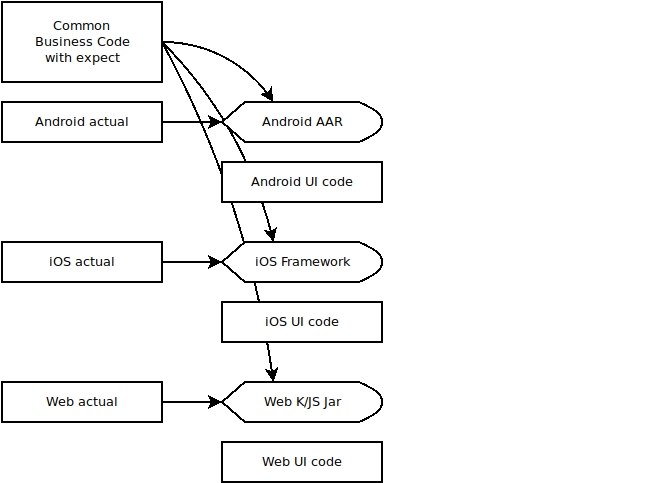 Common
Business Code
with expect
Android actual
Android AAR
Android UI code
iOS actual
iOS Framework
iOS UI code
Web actual
Web K/JS Jar
Web UI code